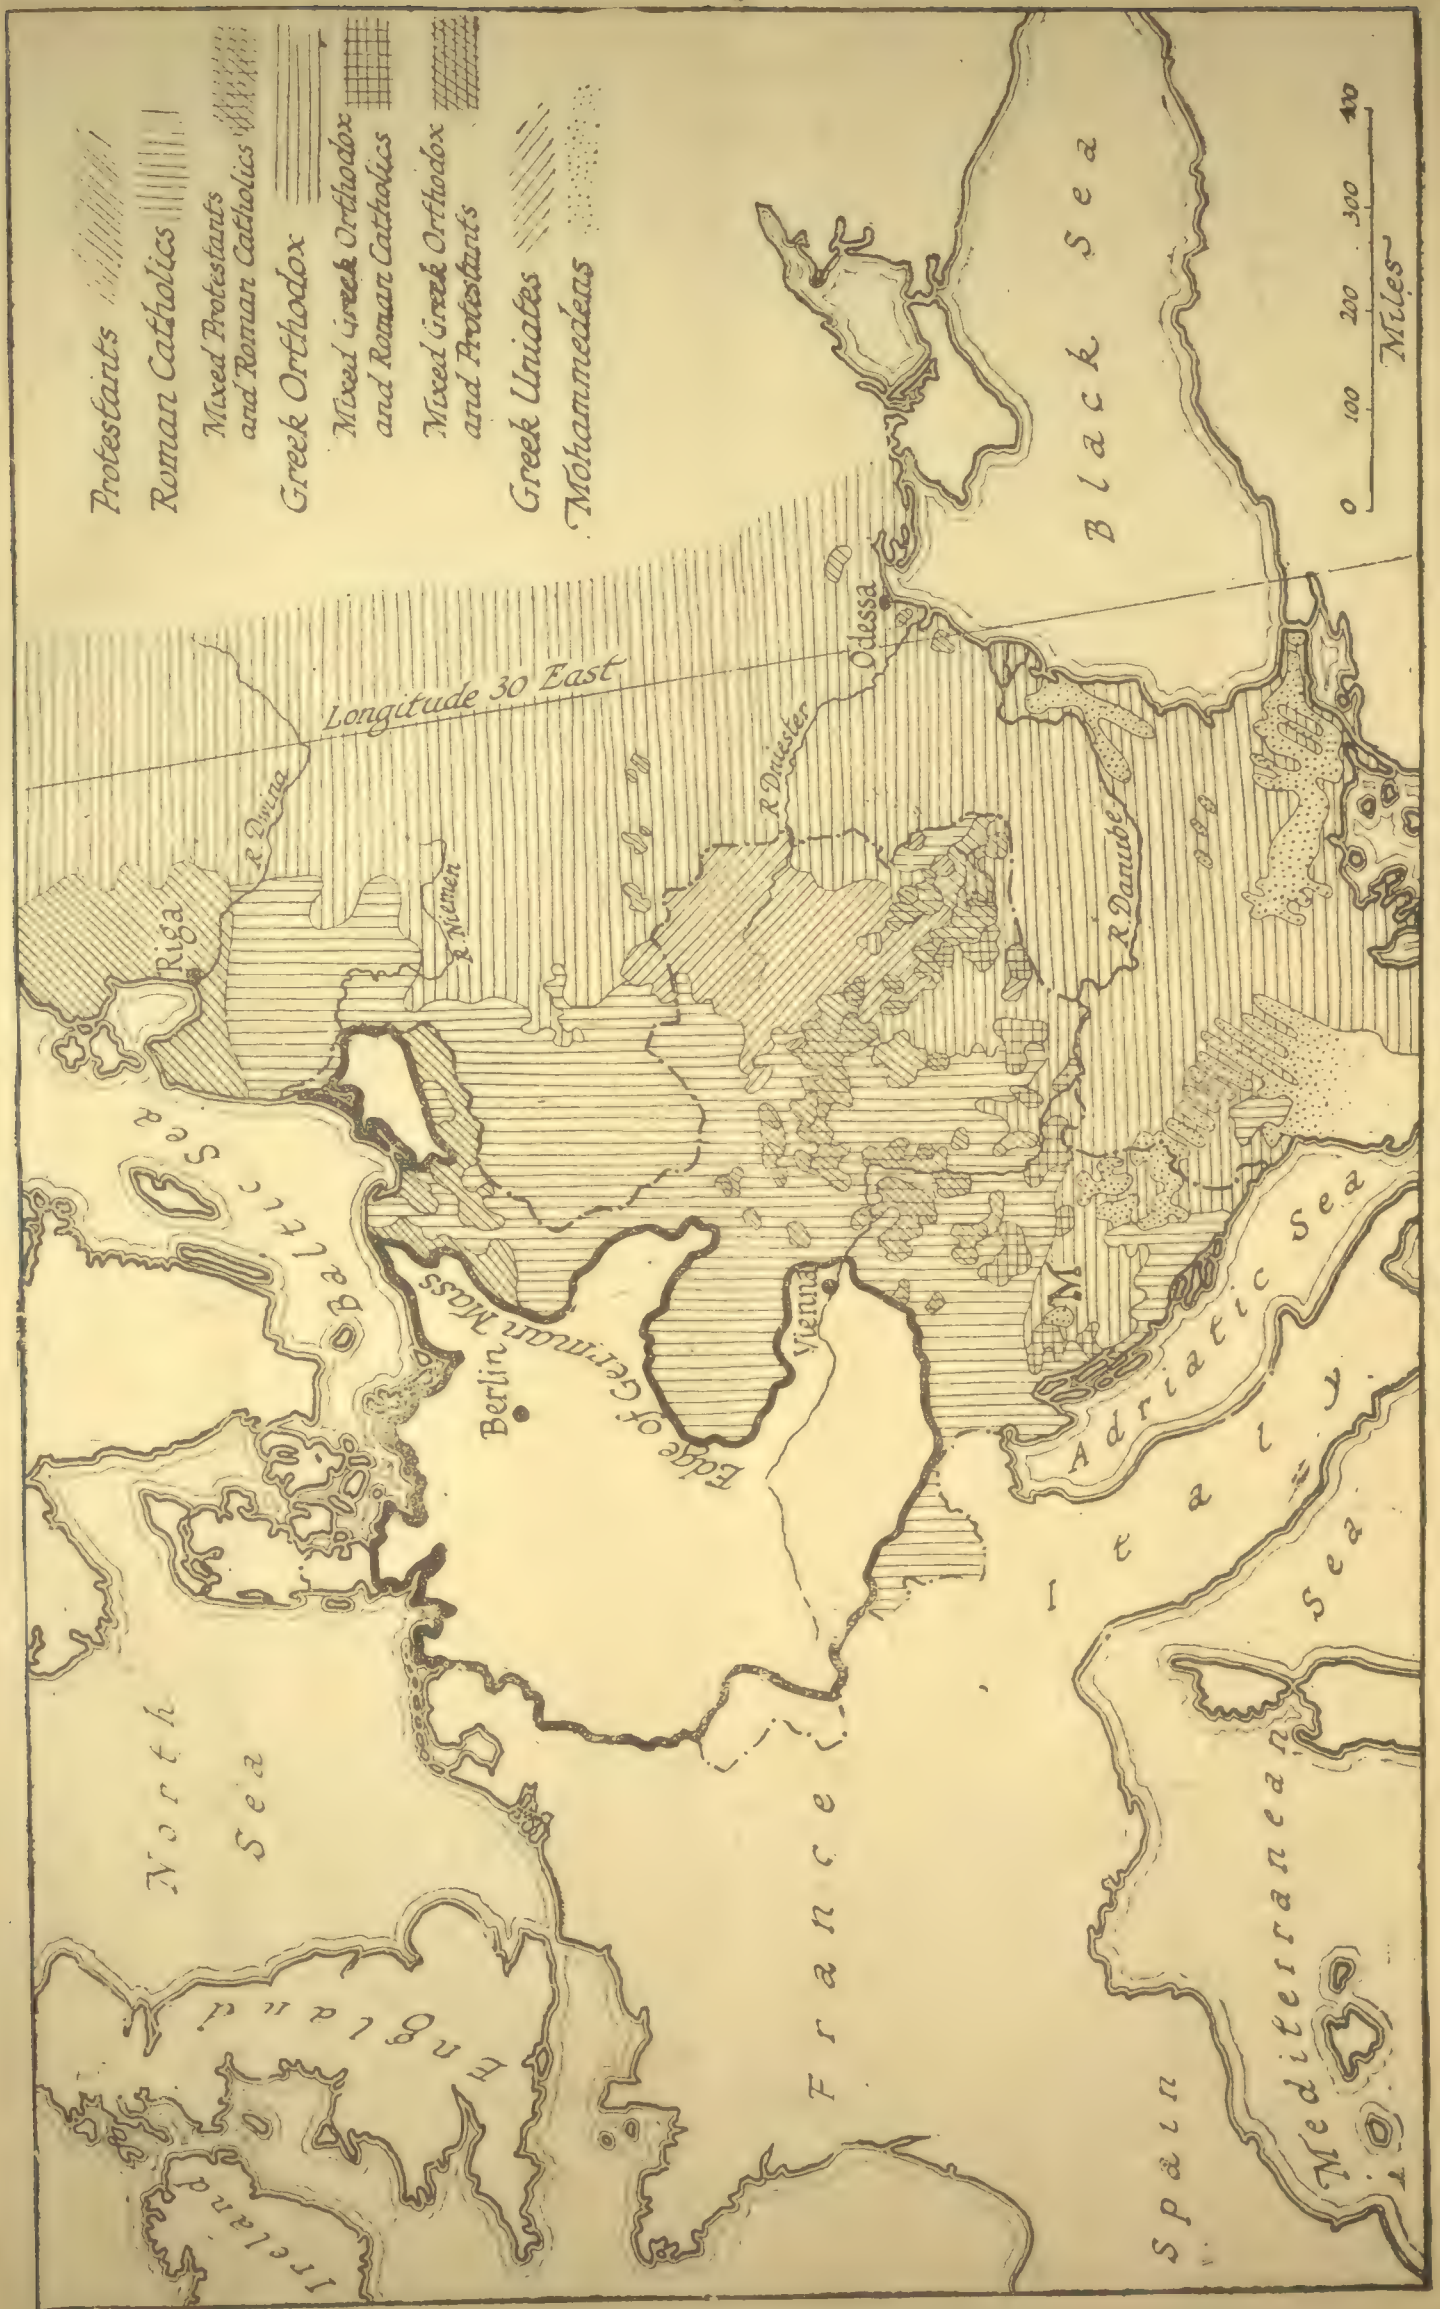 Protestants
Roman Catholics
Mixed Protestants
and Roman Catholics
Greek Orthodox
Mixed Greek Orthodox
and Roman Catholics
Mixed Greek Orthodox
and Protestants
Greek Uniates
Mohammedans
Ireland
England
North
Sea
Baltic Sea
Riga
R Dwina
R. Niemen
Longitude 30 East
Berlin
Edge of German Mass
Vienna
R Dniester
Odessa
R. Danube
Black Sea
France
Spain
Italy
Adriatic Sea
M
Mediterranean
Sea
0 100 200 300 400
Miles